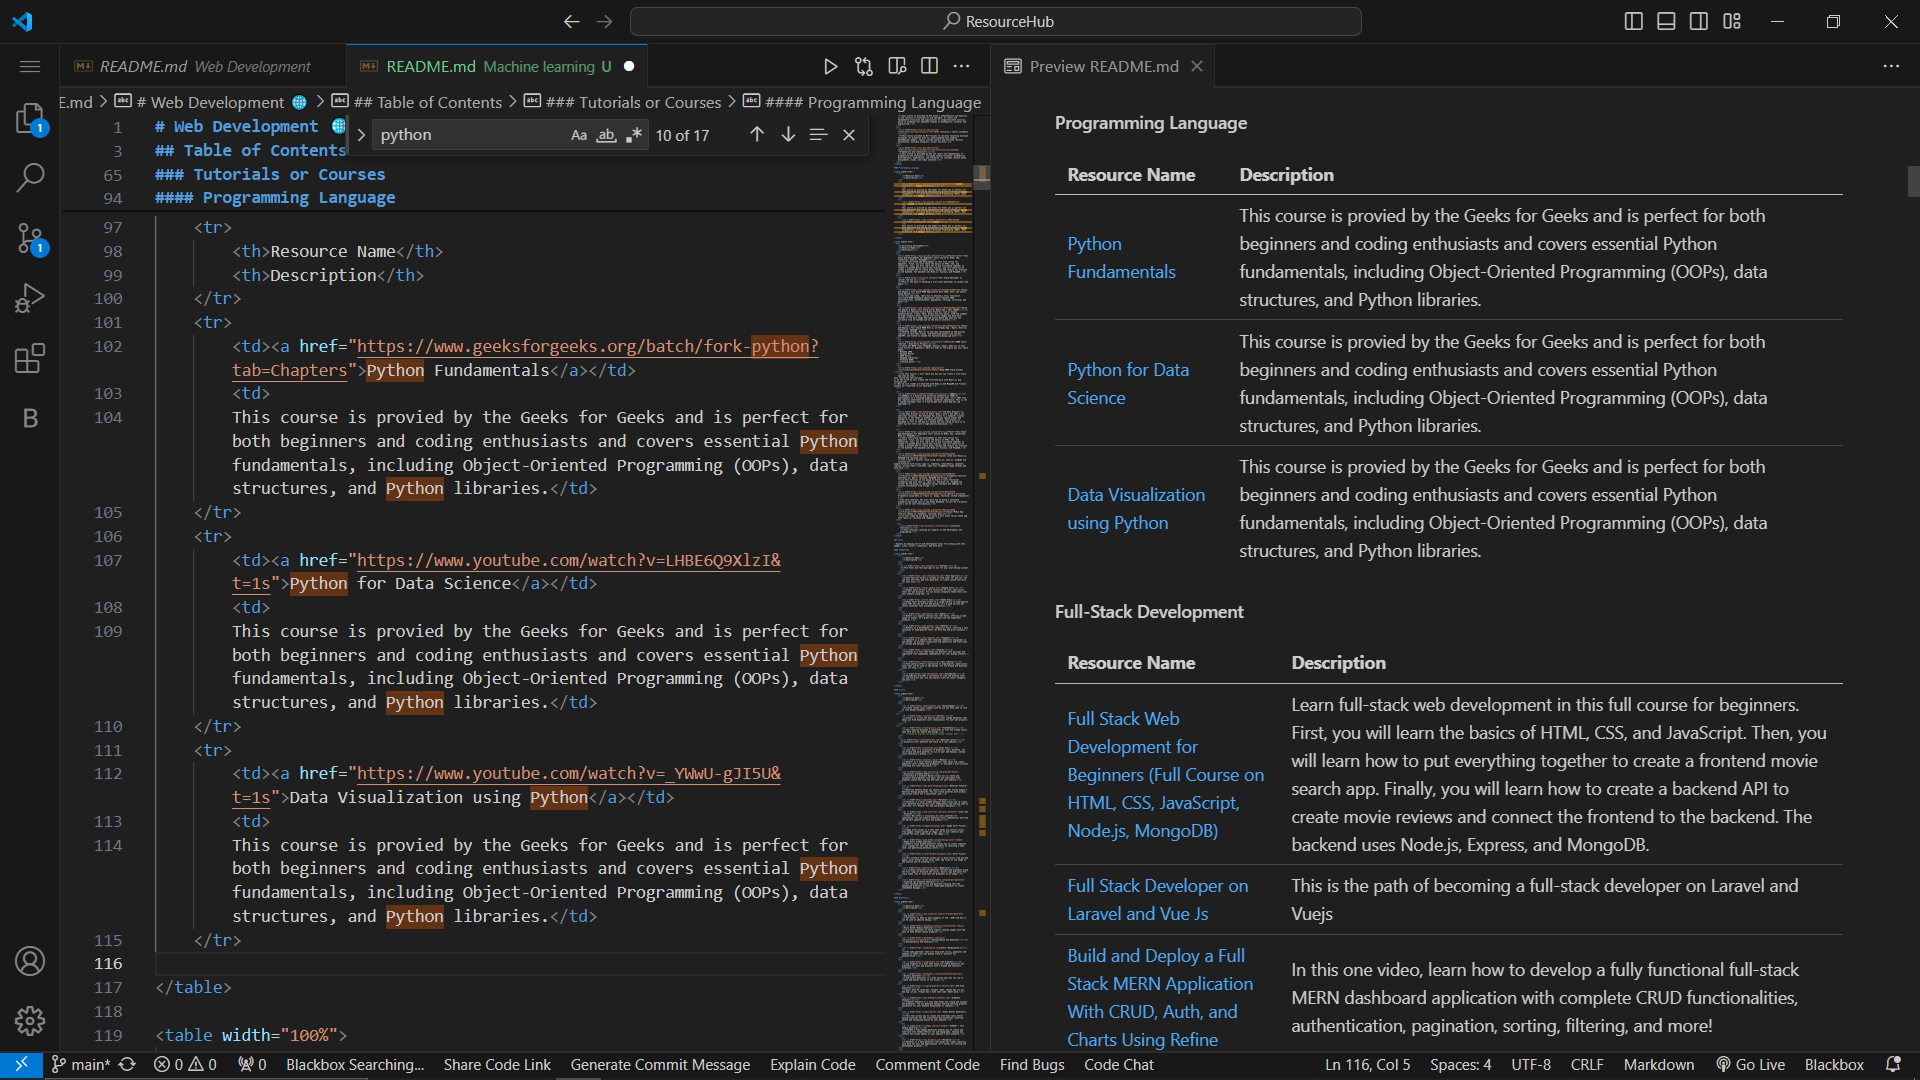 ResourceHub
README.md Web Development
README.md Machine learning U
Preview README.md
E.md # Web Development ## Table of Contents ### Tutorials or Courses #### Programming Language
python
Aa ab 10 of 17
1 # Web Development
3 ## Table of Contents
65 ### Tutorials or Courses
94 #### Programming Language
97 <tr>
98 <th>Resource Name</th>
99 <th>Description</th>
100 </tr>
101 <tr>
102 <td><a href="https://www.geeksforgeeks.org/batch/fork-python?
tab=Chapters">Python Fundamentals</a></td>
103 <td>
104 This course is provied by the Geeks for Geeks and is perfect for
both beginners and coding enthusiasts and covers essential Python
fundamentals, including Object-Oriented Programming (OOPs), data
structures, and Python libraries.</td>
105 </tr>
106 <tr>
107 <td><a href="https://www.youtube.com/watch?v=LHBE6Q9XlzI&
t=1s">Python for Data Science</a></td>
108 <td>
109 This course is provied by the Geeks for Geeks and is perfect for
both beginners and coding enthusiasts and covers essential Python
fundamentals, including Object-Oriented Programming (OOPs), data
structures, and Python libraries.</td>
110 </tr>
111 <tr>
112 <td><a href="https://www.youtube.com/watch?v=_YWwU-gJI5U&
t=1s">Data Visualization using Python</a></td>
113 <td>
114 This course is provied by the Geeks for Geeks and is perfect for
both beginners and coding enthusiasts and covers essential Python
fundamentals, including Object-Oriented Programming (OOPs), data
structures, and Python libraries.</td>
115 </tr>
116
117 </table>
118
119 <table width="100%">
Programming Language
Resource Name Description
Python
Fundamentals
This course is provied by the Geeks for Geeks and is perfect for both
beginners and coding enthusiasts and covers essential Python
fundamentals, including Object-Oriented Programming (OOPs), data
structures, and Python libraries.
Python for Data
Science
This course is provied by the Geeks for Geeks and is perfect for both
beginners and coding enthusiasts and covers essential Python
fundamentals, including Object-Oriented Programming (OOPs), data
structures, and Python libraries.
Data Visualization
using Python
This course is provied by the Geeks for Geeks and is perfect for both
beginners and coding enthusiasts and covers essential Python
fundamentals, including Object-Oriented Programming (OOPs), data
structures, and Python libraries.
Full-Stack Development
Resource Name Description
Full Stack Web
Development for
Beginners (Full Course on
HTML, CSS, JavaScript,
Node.js, MongoDB)
Learn full-stack web development in this full course for beginners.
First, you will learn the basics of HTML, CSS, and JavaScript. Then, you
will learn how to put everything together to create a frontend movie
search app. Finally, you will learn how to create a backend API to
create movie reviews and connect the frontend to the backend. The
backend uses Node.js, Express, and MongoDB.
Full Stack Developer on
Laravel and Vue Js
This is the path of becoming a full-stack developer on Laravel and
Vuejs
Build and Deploy a Full
Stack MERN Application
With CRUD, Auth, and
Charts Using Refine
In this one video, learn how to develop a fully functional full-stack
MERN dashboard application with complete CRUD functionalities,
authentication, pagination, sorting, filtering, and more!
1
1
B
main* 0 0 0 Blackbox Searching... Share Code Link Generate Commit Message Explain Code Comment Code Find Bugs Code Chat Ln 116, Col 5 Spaces: 4 UTF-8 CRLF Markdown Go Live Blackbox